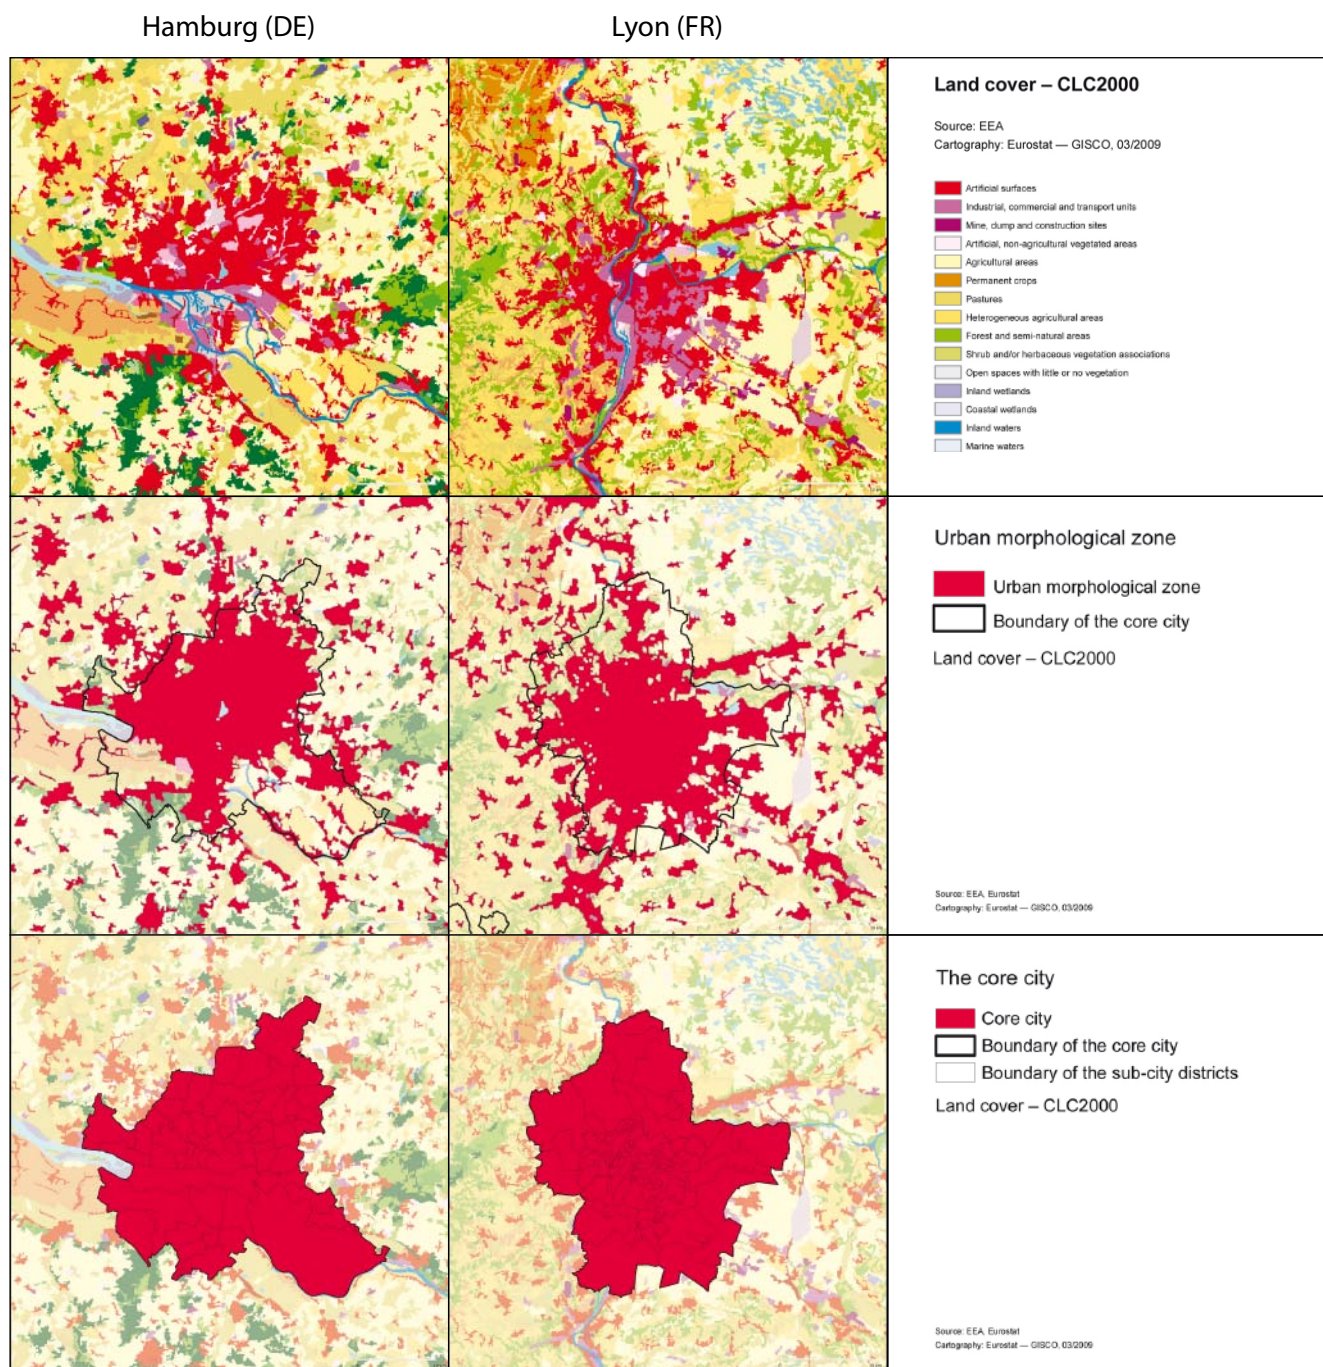 Hamburg (DE)
Lyon (FR)
Land cover – CLC2000
Source: EEA
Cartography: Eurostat — GISCO, 03/2009
Artificial surfaces
Industrial, commercial and transport units
Mine, dump and construction sites
Artificial, non-agricultural vegetated areas
Agricultural areas
Permanent crops
Pastures
Heterogeneous agricultural areas
Forest and semi-natural areas
Shrub and/or herbaceous vegetation associations
Open spaces with little or no vegetation
Inland wetlands
Coastal wetlands
Inland waters
Marine waters
Urban morphological zone
Urban morphological zone
Boundary of the core city
Land cover – CLC2000
Source: EEA, Eurostat
Cartography: Eurostat — GISCO, 03/2009
The core city
Core city
Boundary of the core city
Boundary of the sub-city districts
Land cover – CLC2000
Source: EEA, Eurostat
Cartography: Eurostat — GISCO, 03/2009